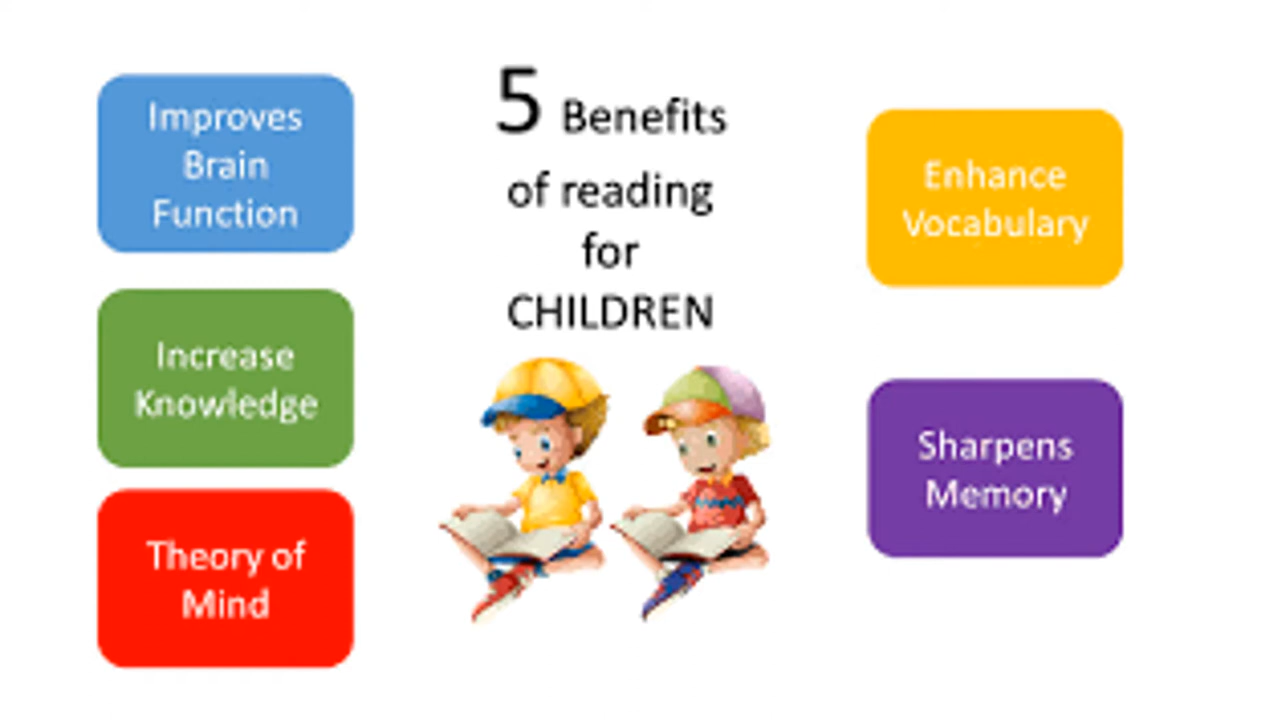 5 Benefits
of reading
for
CHILDREN
Improves
Brain
Function
Increase
Knowledge
Theory of
Mind
Enhance
Vocabulary
Sharpens
Memory